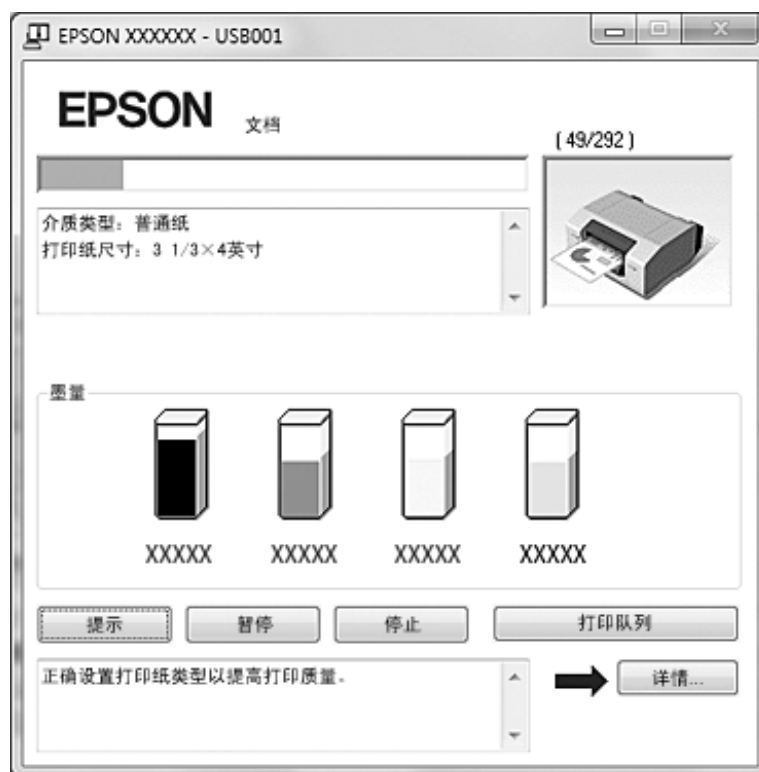 EPSON XXXXXX - USB001
EPSON 文档
( 49/292 )
介质类型: 普通纸
打印纸尺寸: 3 1/3×4英寸
墨量
XXXXX XXXXX XXXXX XXXXX
提示 暂停 停止 打印队列
正确设置打印纸类型以提高打印质量。
详情...